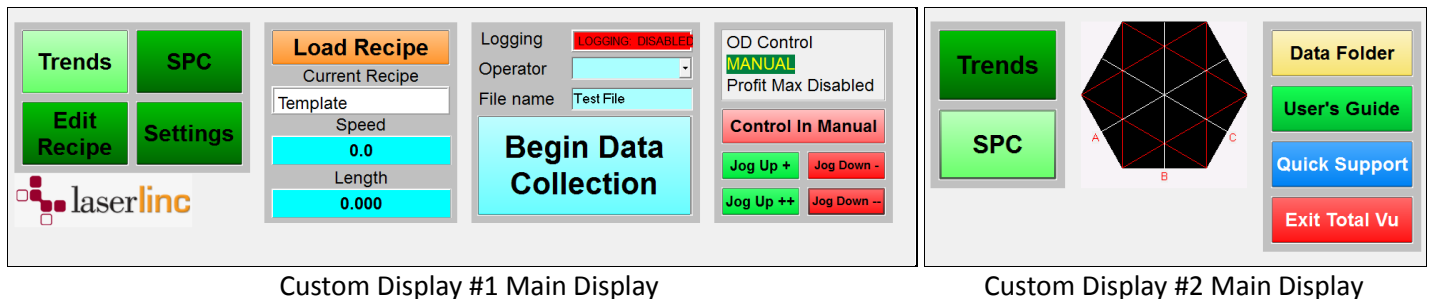 Trends
SPC
Edit
Recipe
Settings
laserlinc
Load Recipe
Current Recipe
Template
Speed
0.0
Length
0.000
Logging
LOGGING: DISABLED
Operator
File name
Test File
Begin Data
Collection
OD Control
MANUAL
Profit Max Disabled
Control In Manual
Jog Up +
Jog Down -
Jog Up ++
Jog Down --
Trends
SPC
A
B
C
Data Folder
User's Guide
Quick Support
Exit Total Vu
Custom Display #1 Main Display
Custom Display #2 Main Display